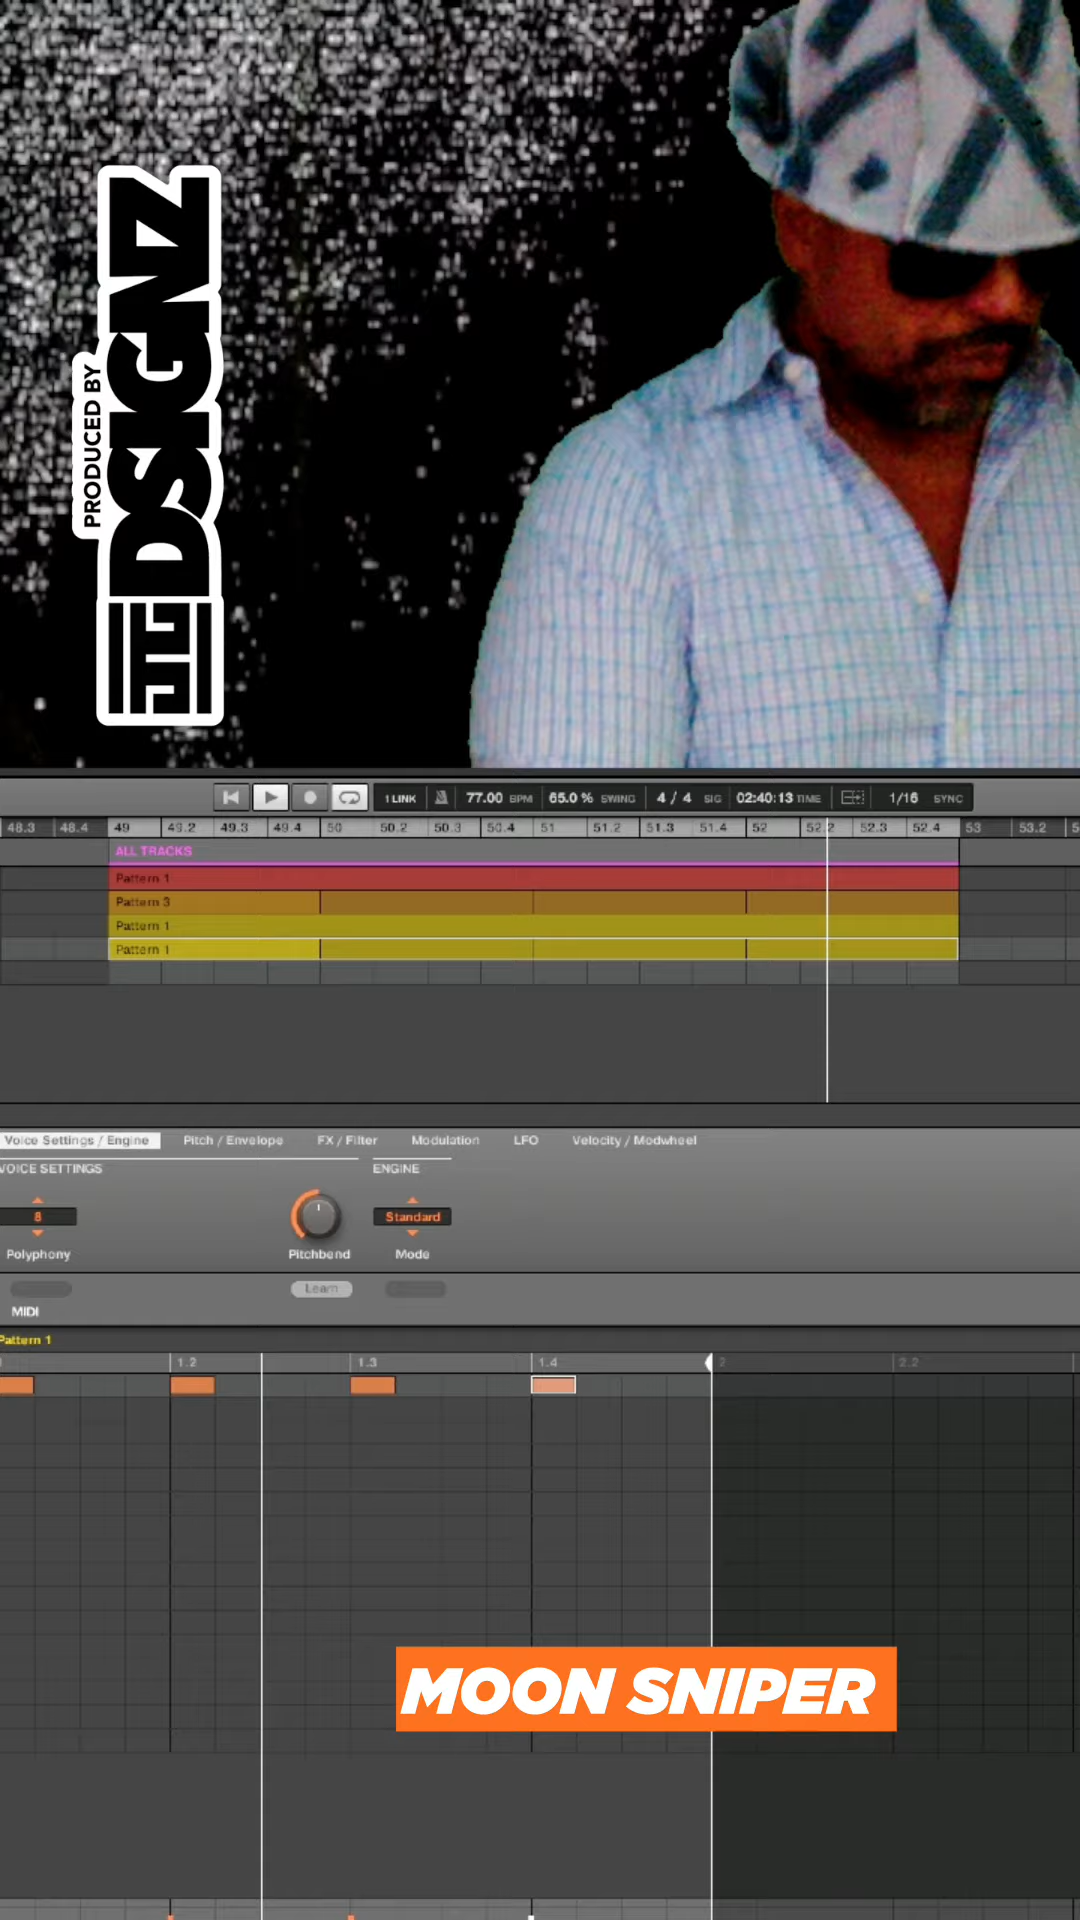 PRODUCED BY
DSIGNZ
1 LINK 77.00 BPM 65.0 % SWING 4 / 4 SIG 02:40:13 TIME 1/16 SYNC
48.3 48.4 49 49.2 49.3 49.4 50 50.2 50.3 50.4 51 51.2 51.3 51.4 52 52.2 52.3 52.4 53 53.2
ALL TRACKS
Pattern 1
Pattern 3
Pattern 1
Pattern 1
Voice Settings / Engine Pitch / Envelope FX / Filter Modulation LFO Velocity / Modwheel
VOICE SETTINGS ENGINE
8 Standard
Polyphony Pitchbend Mode
Learn
MIDI
Pattern 1
1.2 1.3 1.4 2 2.2
MOON SNIPER